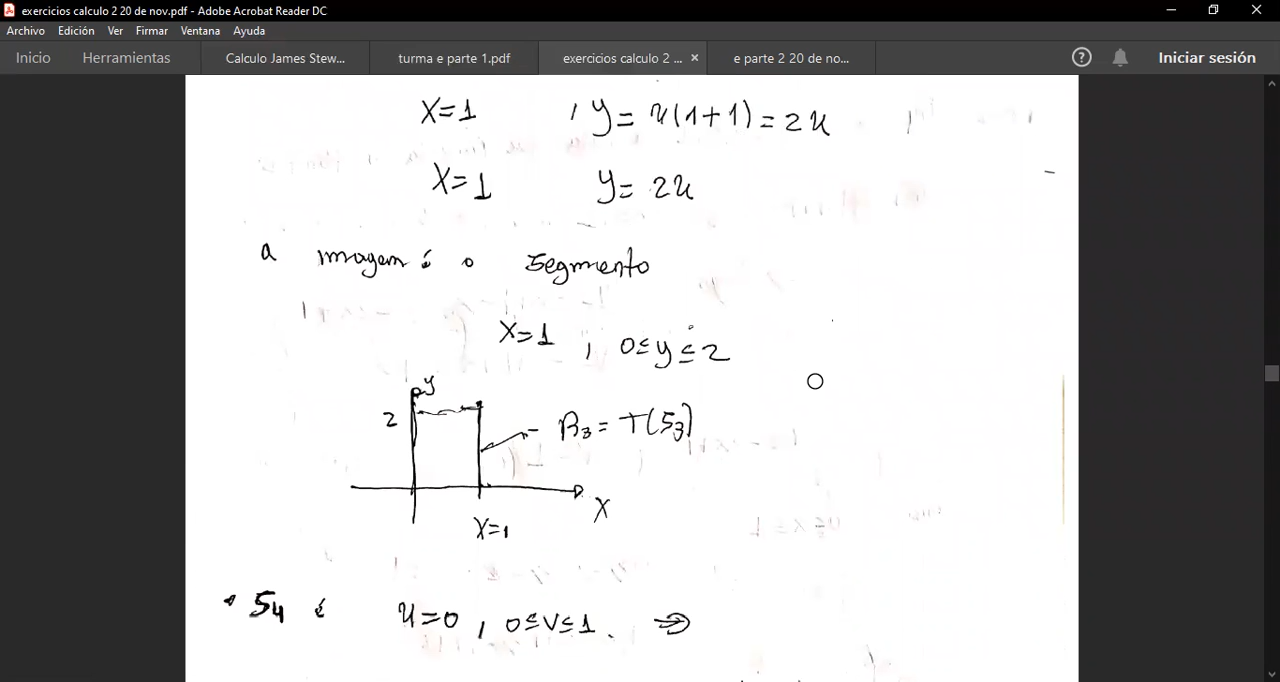 exercicios calculo 2 20 de nov.pdf - Adobe Acrobat Reader DC
Archivo Edición Ver Firmar Ventana Ayuda
Inicio Herramientas Calculo James Stew... turma e parte 1.pdf exercicios calculo 2 ... × e parte 2 20 de no... Iniciar sesión
x=1 , y= u(1+1)=2u
x=1 y= 2u
a imagem é o segmento
x=1 , 0≤y≤2
y
2 B3 = T(S3)
x
x=1
• S4 é u=0 , 0≤v≤1. ⇒